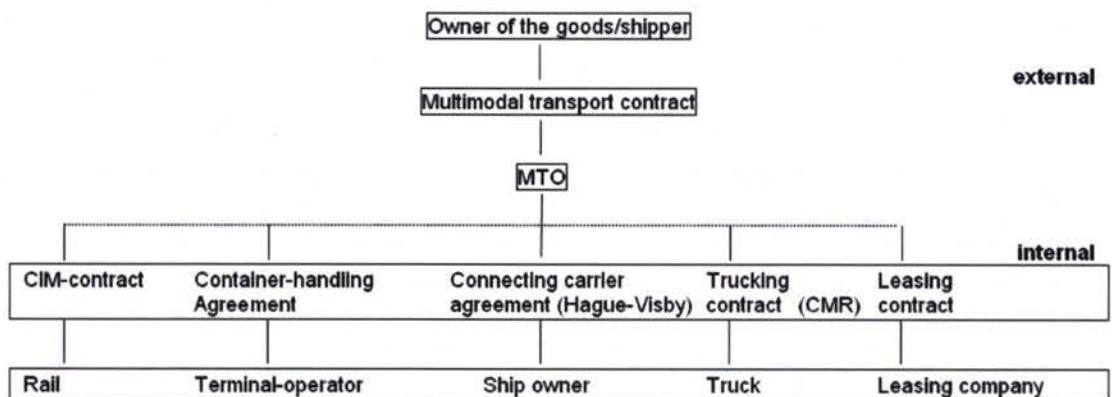 Owner of the goods/shipper
external
Multimodal transport contract
MTO
internal
CIM-contract Container-handling Connecting carrier Trucking Leasing
Agreement agreement (Hague-Visby) contract (CMR) contract
Rail Terminal-operator Ship owner Truck Leasing company